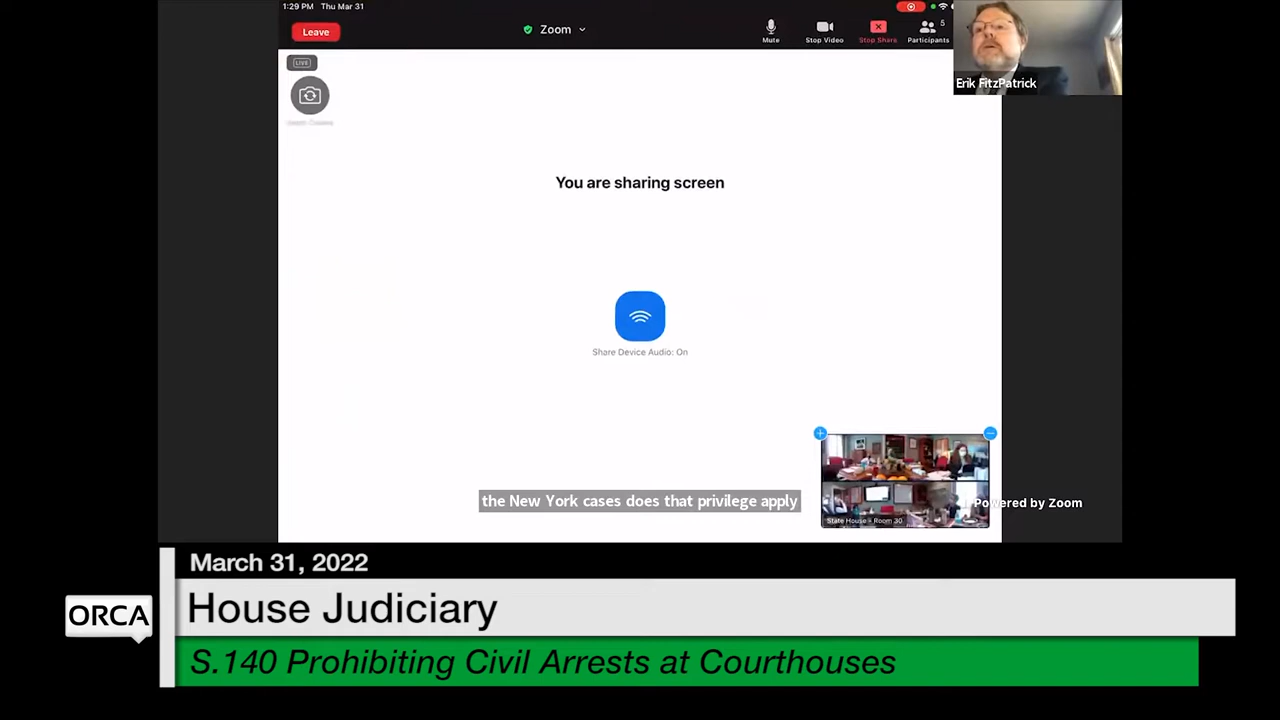 1:29 PM Thu Mar 31
Leave
Zoom
Mute
Stop Video
Stop Share
Participants
5
LIVE
Erik FitzPatrick
You are sharing screen
Share Device Audio: On
the New York cases does that privilege apply
State House - Room 30
Powered by Zoom
March 31, 2022
ORCA
House Judiciary
S.140 Prohibiting Civil Arrests at Courthouses